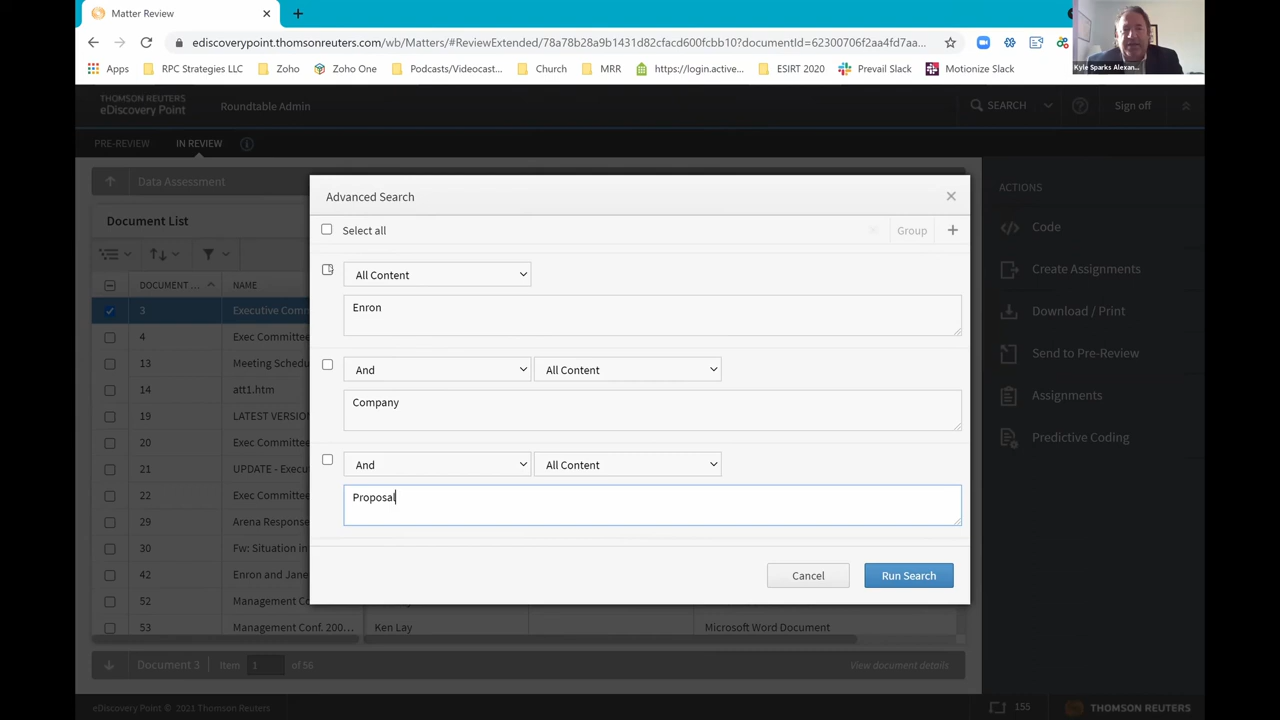 Matter Review
Kyle Sparks Alexan...
ediscoverypoint.thomsonreuters.com/wb/Matters/#ReviewExtended/78a78b28a9b1431d82cfacd600fcbb10?documentId=62300706f2aa4fd7aa...
Apps RPC Strategies LLC Zoho Zoho One Podcasts/Videocast... Church MRR https://login.active... ESIRT 2020 Prevail Slack Motionize Slack
THOMSON REUTERS
eDiscovery Point
Roundtable Admin
SEARCH
Sign off
PRE-REVIEW IN REVIEW
Data Assessment
Document List
DOCUMENT ... NAME
3 Executive Comm
4 Exec Committee
13 Meeting Schedu
14 att1.htm
19 LATEST VERSION
20 Exec Committee
21 UPDATE - Execu
22 Exec Committee
29 Arena Response
30 Fw: Situation in
42 Enron and Jane
52 Management Co
53 Management Conf. 200... Ken Lay Microsoft Word Document
Document 3 Item 1 of 56 View document details
Advanced Search
Select all Group
All Content
Enron
And All Content
Company
And All Content
Proposal
Cancel Run Search
ACTIONS
Code
Create Assignments
Download / Print
Send to Pre-Review
Assignments
Predictive Coding
eDiscovery Point © 2021 Thomson Reuters 155 THOMSON REUTERS